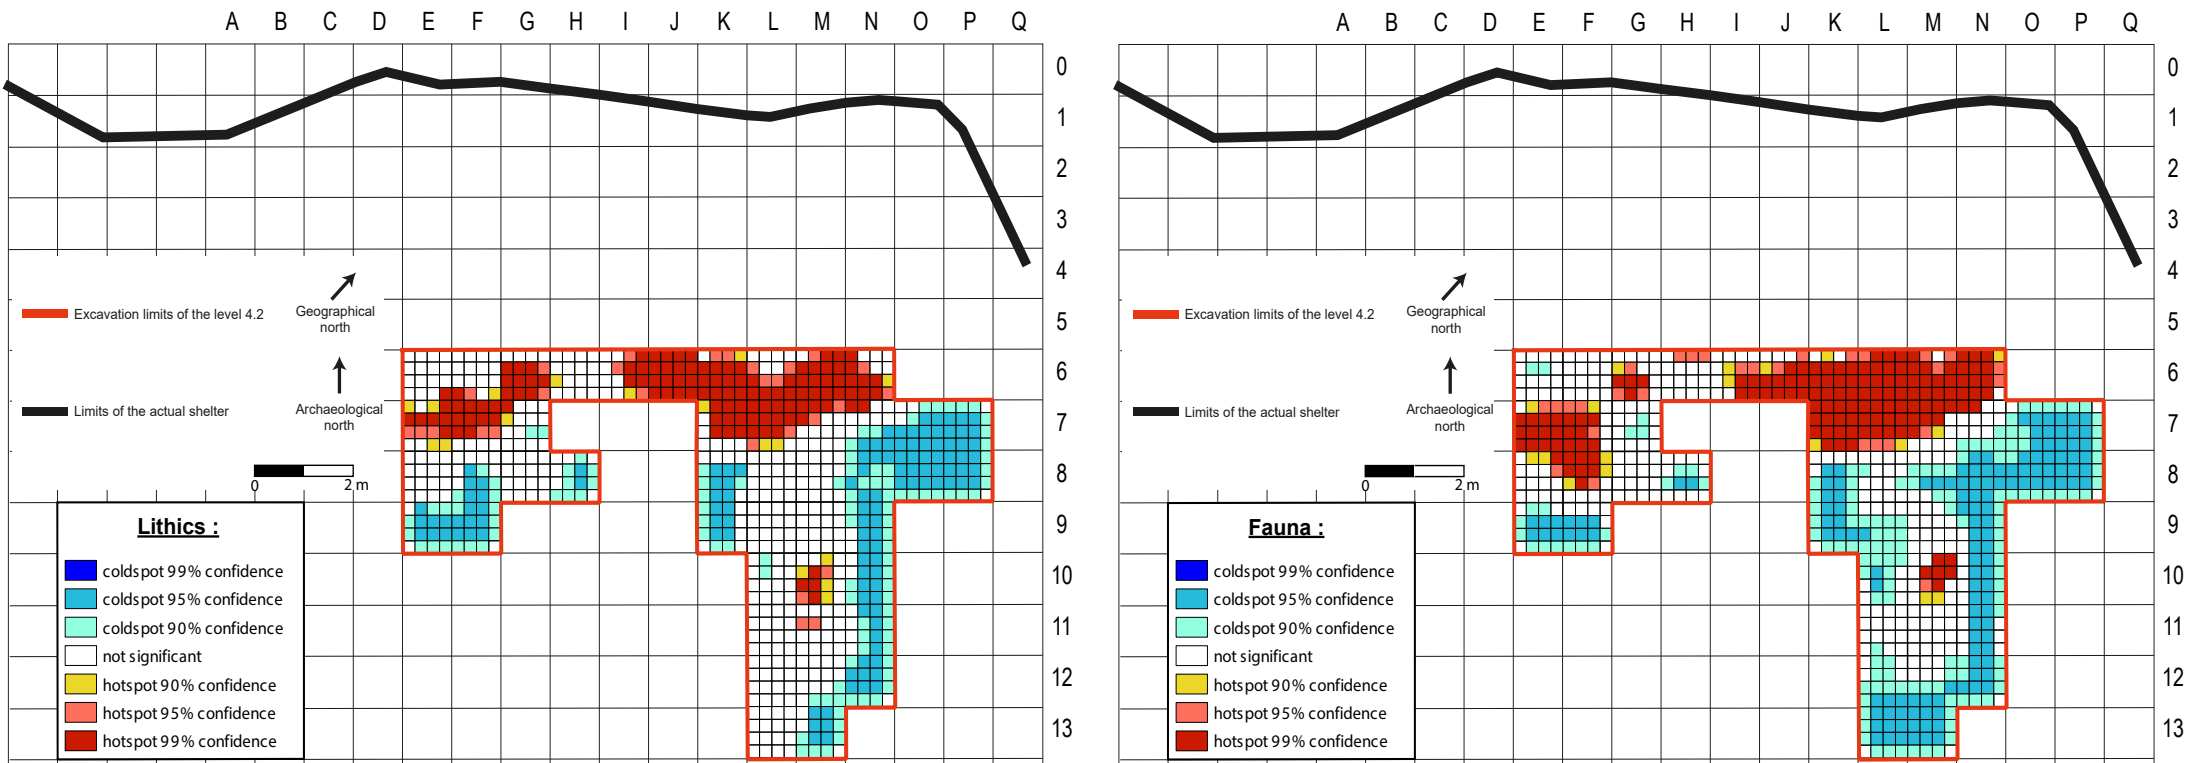 A B C D E F G H I J K L M N O P Q
0
1
2
3
4
5
6
7
8
9
10
11
12
13
Excavation limits of the level 4.2
Geographical
north
Limits of the actual shelter
Archaeological
north
0 2 m
Lithics :
coldspot 99% confidence
coldspot 95% confidence
coldspot 90% confidence
not significant
hotspot 90% confidence
hotspot 95% confidence
hotspot 99% confidence
A B C D E F G H I J K L M N O P Q
0
1
2
3
4
5
6
7
8
9
10
11
12
13
Excavation limits of the level 4.2
Geographical
north
Limits of the actual shelter
Archaeological
north
0 2 m
Fauna :
coldspot 99% confidence
coldspot 95% confidence
coldspot 90% confidence
not significant
hotspot 90% confidence
hotspot 95% confidence
hotspot 99% confidence